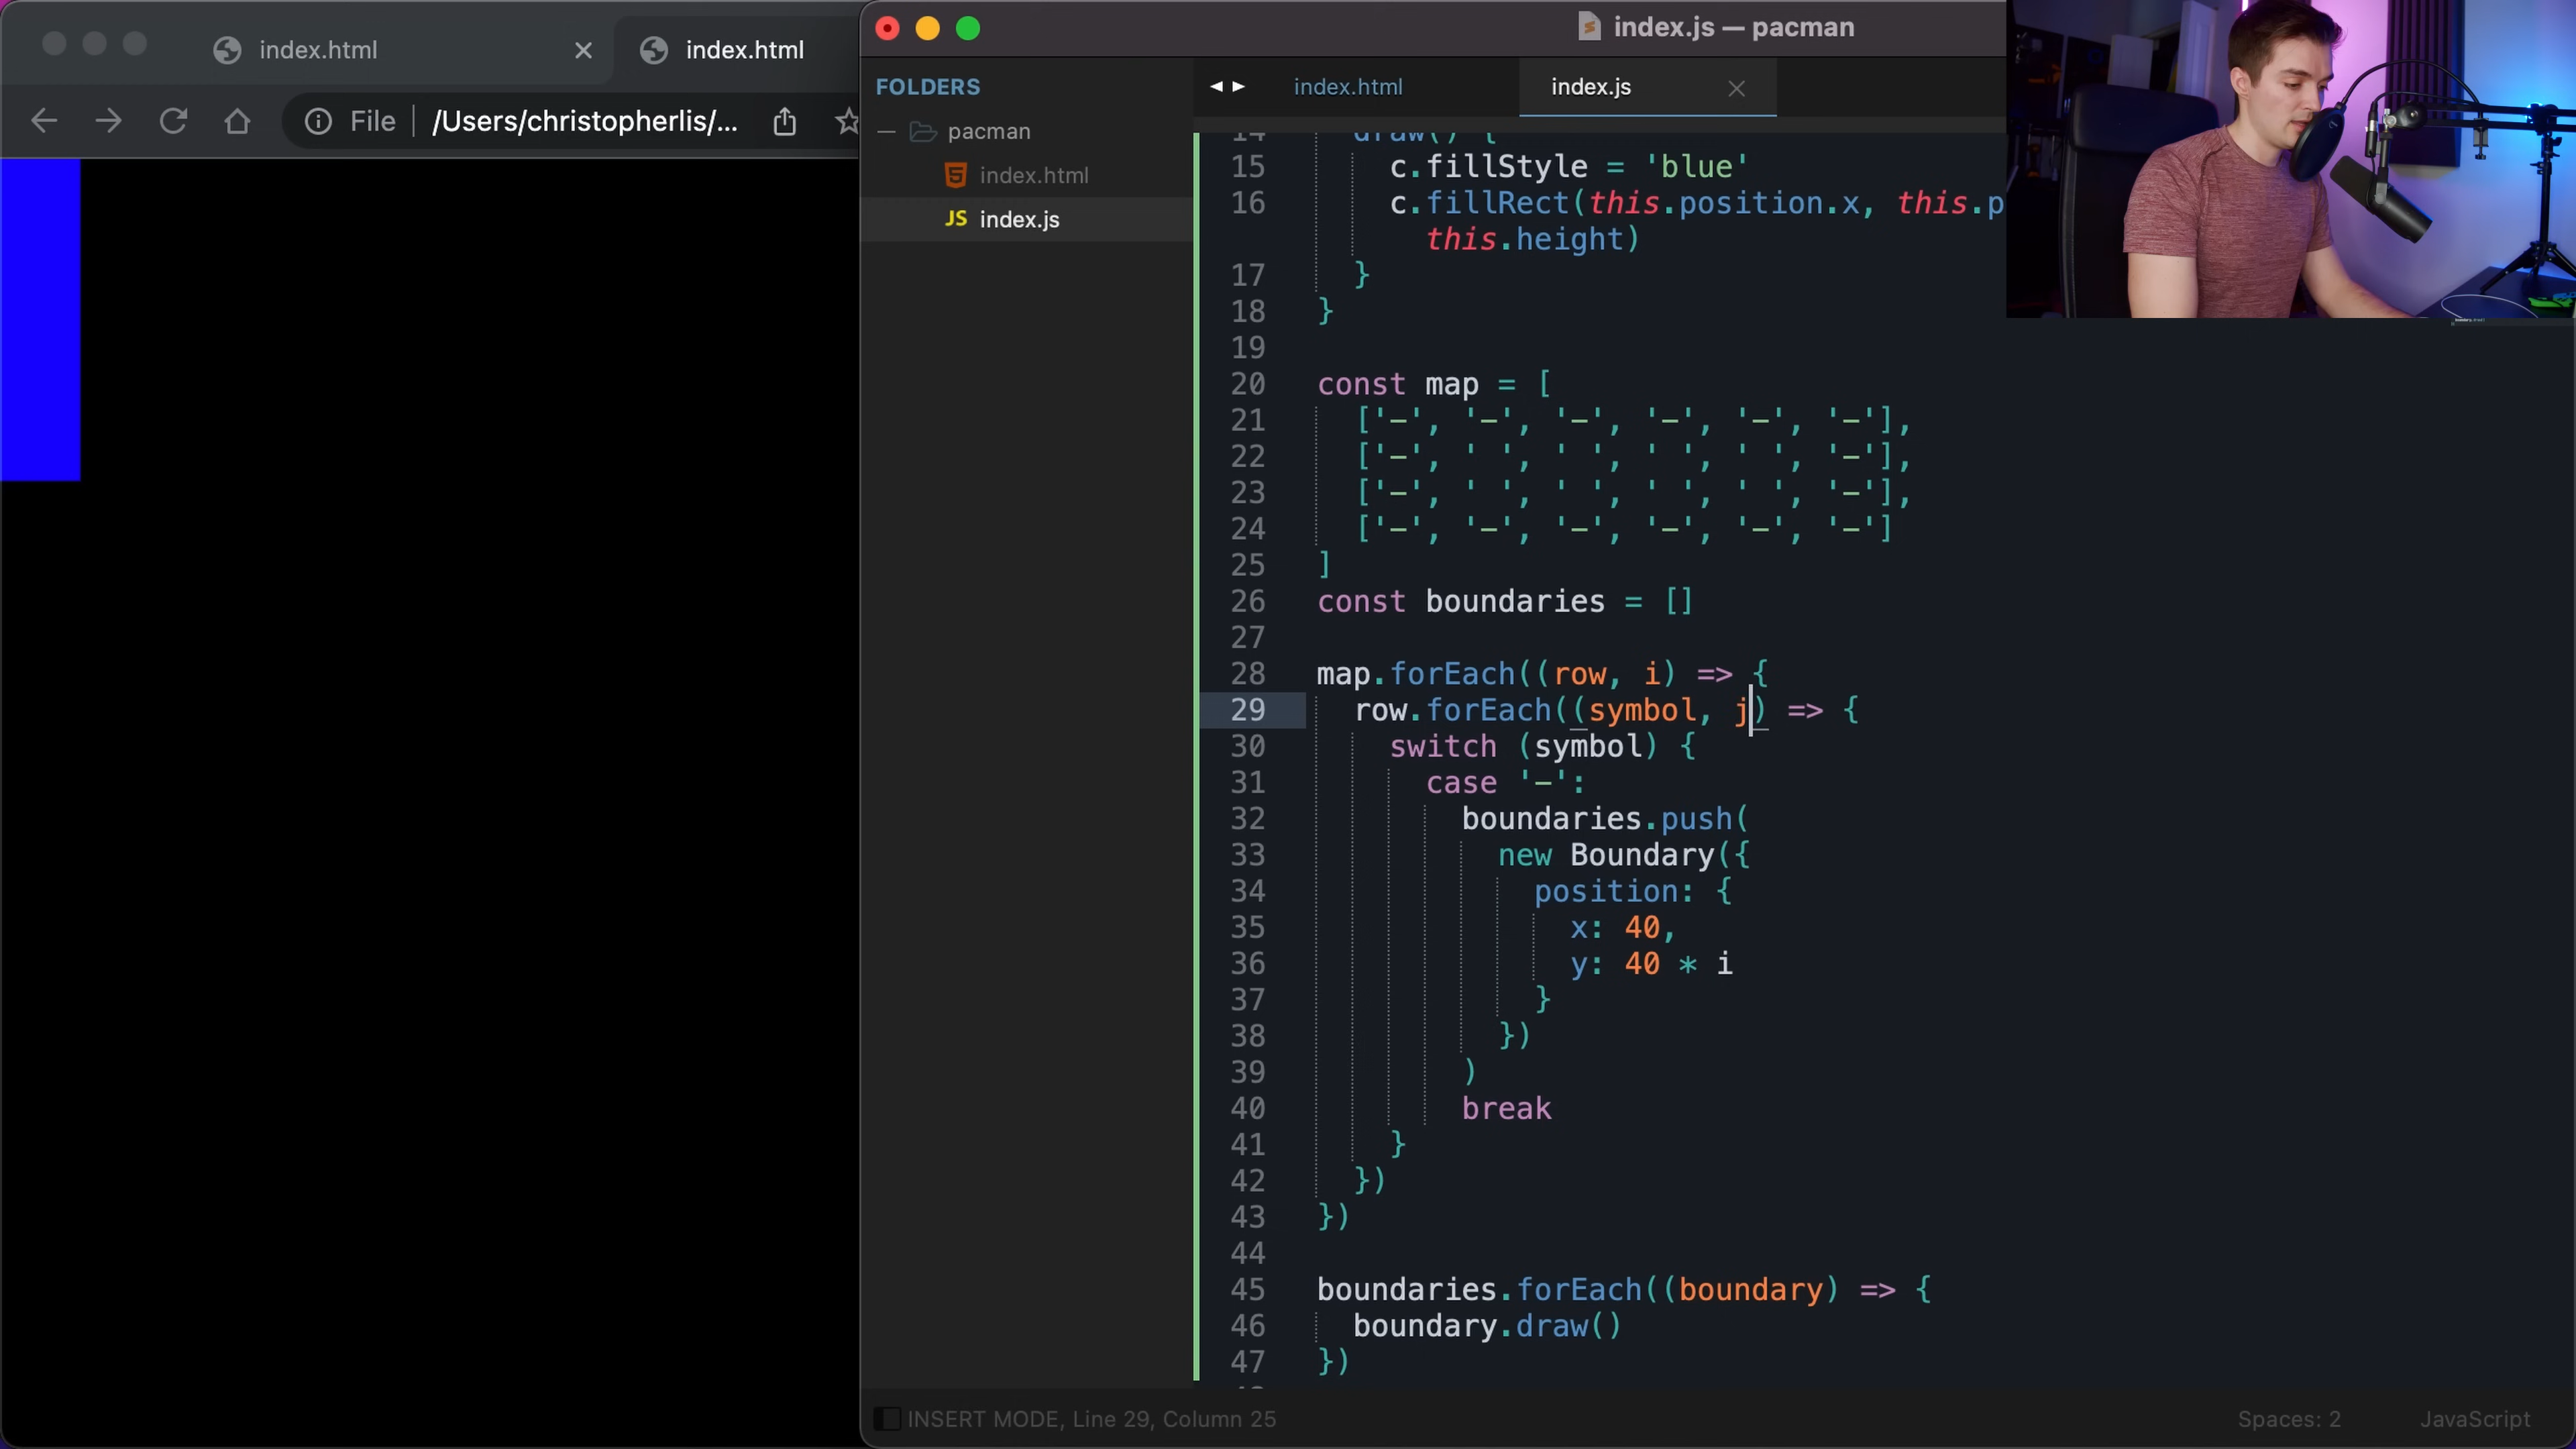 index.html
index.html
File
/Users/christopherlis/...
index.js — pacman
FOLDERS
pacman
index.html
JS index.js
index.html
index.js
14 draw() {
15 c.fillStyle = 'blue'
16 c.fillRect(this.position.x, this.p
this.height)
17 }
18 }
19
20 const map = [
21 ['-', '-', '-', '-', '-', '-'],
22 ['-', ' ', ' ', ' ', ' ', '-'],
23 ['-', ' ', ' ', ' ', ' ', '-'],
24 ['-', '-', '-', '-', '-', '-']
25 ]
26 const boundaries = []
27
28 map.forEach((row, i) => {
29 row.forEach((symbol, j) => {
30 switch (symbol) {
31 case '-':
32 boundaries.push(
33 new Boundary({
34 position: {
35 x: 40,
36 y: 40 * i
37 }
38 })
39 )
40 break
41 }
42 })
43 })
44
45 boundaries.forEach((boundary) => {
46 boundary.draw()
47 })
INSERT MODE, Line 29, Column 25
Spaces: 2
JavaScript